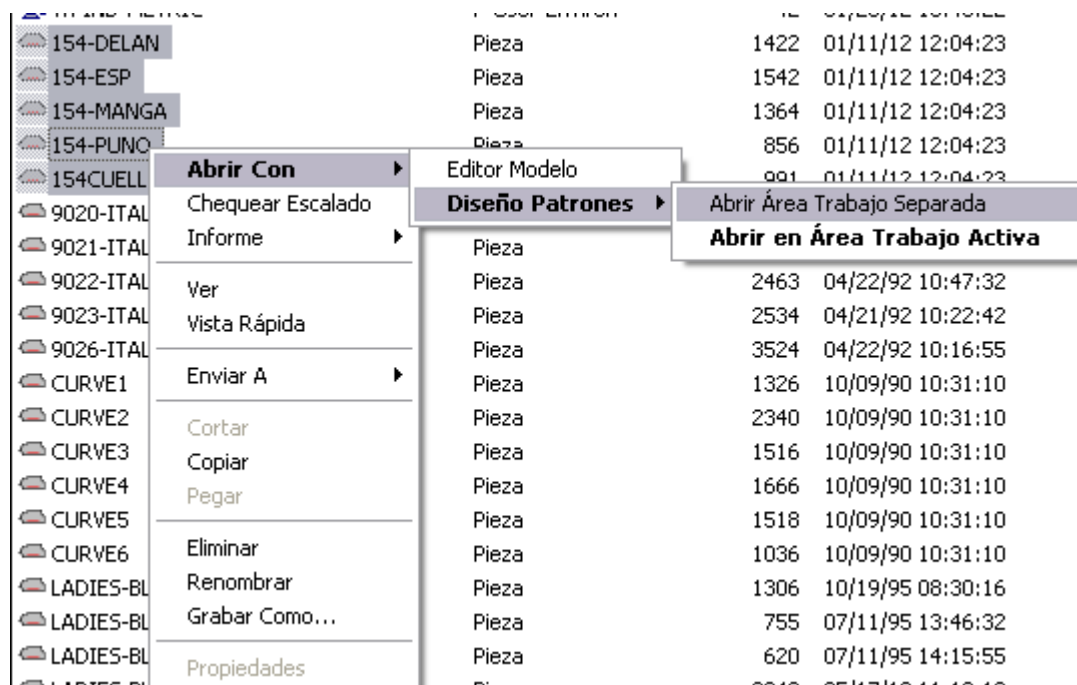 154-DELAN Pieza 1422 01/11/12 12:04:23
154-ESP Pieza 1542 01/11/12 12:04:23
154-MANGA Pieza 1364 01/11/12 12:04:23
154-PUNO Pieza 856 01/11/12 12:04:23
154CUELL 991 01/11/12 12:04:23
9020-ITAL
9021-ITAL Pieza
9022-ITAL Pieza 2463 04/22/92 10:47:32
9023-ITAL Pieza 2534 04/21/92 10:22:42
9026-ITAL Pieza 3524 04/22/92 10:16:55
CURVE1 Pieza 1326 10/09/90 10:31:10
CURVE2 Pieza 2340 10/09/90 10:31:10
CURVE3 Pieza 1516 10/09/90 10:31:10
CURVE4 Pieza 1666 10/09/90 10:31:10
CURVE5 Pieza 1518 10/09/90 10:31:10
CURVE6 Pieza 1036 10/09/90 10:31:10
LADIES-BL Pieza 1306 10/19/95 08:30:16
LADIES-BL Pieza 755 07/11/95 13:46:32
LADIES-BL Pieza 620 07/11/95 14:15:55
Abrir Con
Chequear Escalado
Informe
Ver
Vista Rápida
Enviar A
Cortar
Copiar
Pegar
Eliminar
Renombrar
Grabar Como...
Propiedades
Editor Modelo
Diseño Patrones
Abrir Área Trabajo Separada
Abrir en Área Trabajo Activa